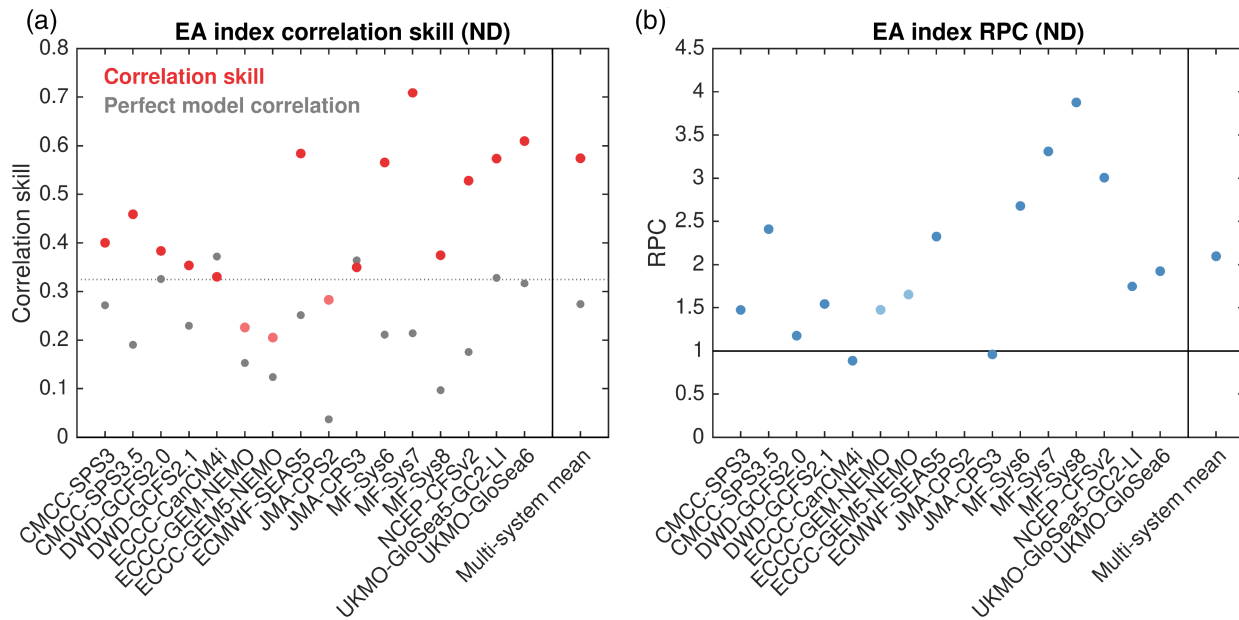 (a)
EA index correlation skill (ND)
0.8
0.7
0.6
0.5
0.4
0.3
0.2
0.1
0
Correlation skill
Correlation skill
Perfect model correlation
CMCC-SPS3
CMCC-SPS3.5
DWD-GCFS2.0
DWD-GCFS2.1
ECCC-CanCM4i
ECCC-GEM-NEMO
ECCC-GEM5-NEMO
ECMWF-SEAS5
JMA-CPS2
JMA-CPS3
MF-Sys6
MF-Sys7
MF-Sys8
NCEP-CFSv2
UKMO-GloSea5-GC2-LI
UKMO-GloSea6
Multi-system mean
(b)
EA index RPC (ND)
4.5
4
3.5
3
2.5
2
1.5
1
0.5
0
RPC
CMCC-SPS3
CMCC-SPS3.5
DWD-GCFS2.0
DWD-GCFS2.1
ECCC-CanCM4i
ECCC-GEM-NEMO
ECCC-GEM5-NEMO
ECMWF-SEAS5
JMA-CPS2
JMA-CPS3
MF-Sys6
MF-Sys7
MF-Sys8
NCEP-CFSv2
UKMO-GloSea5-GC2-LI
UKMO-GloSea6
Multi-system mean